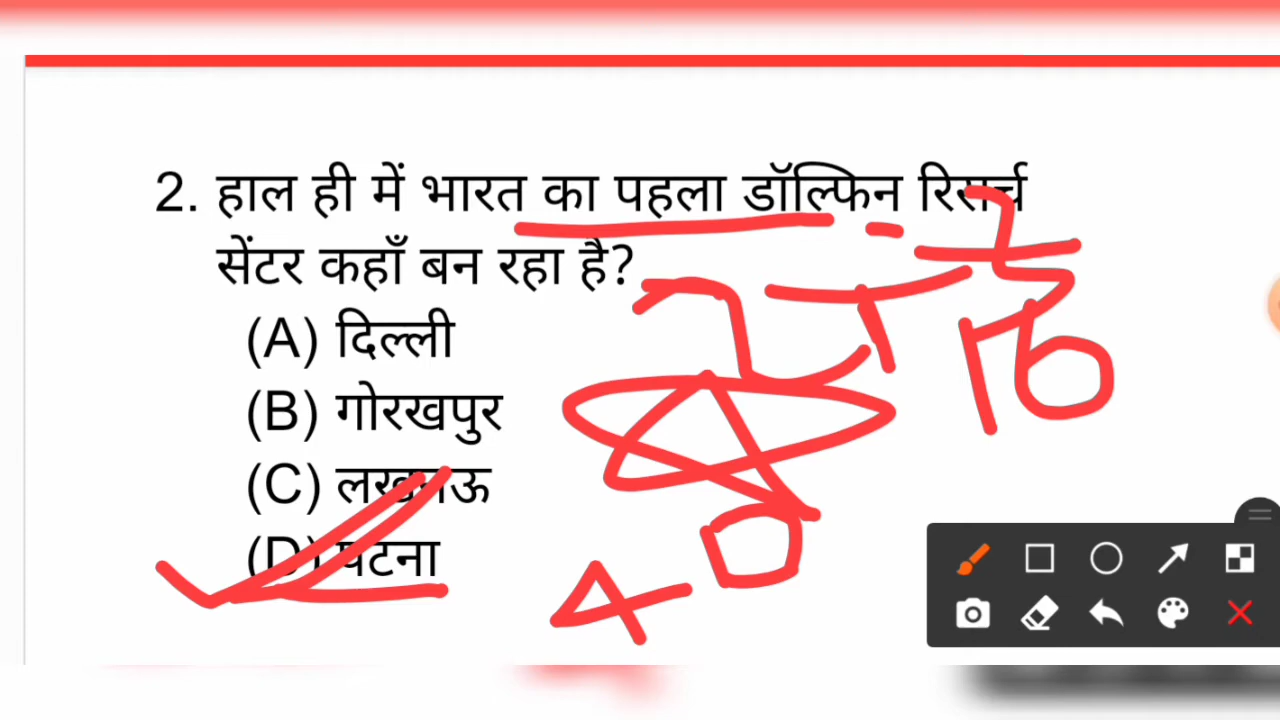 2. हाल ही में भारत का पहला डॉल्फिन रिसर्च
सेंटर कहाँ बन रहा है?
(A) दिल्ली
(B) गोरखपुर
(C) लखनऊ
(D) पटना